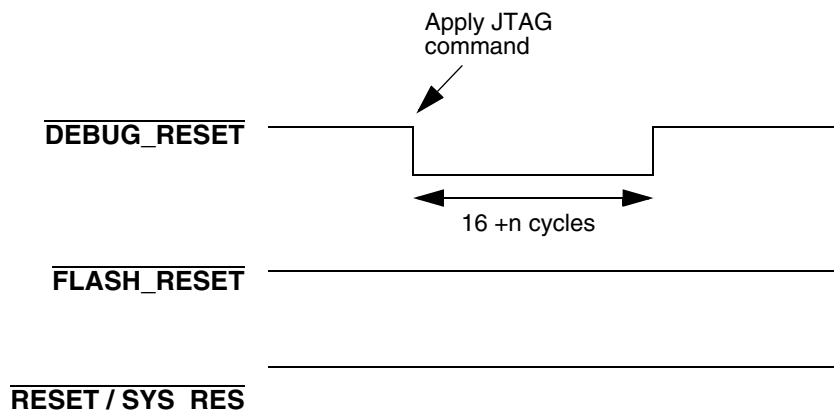 Apply JTAG
command
DEBUG_RESET
16 +n cycles
FLASH_RESET
RESET / SYS_RES